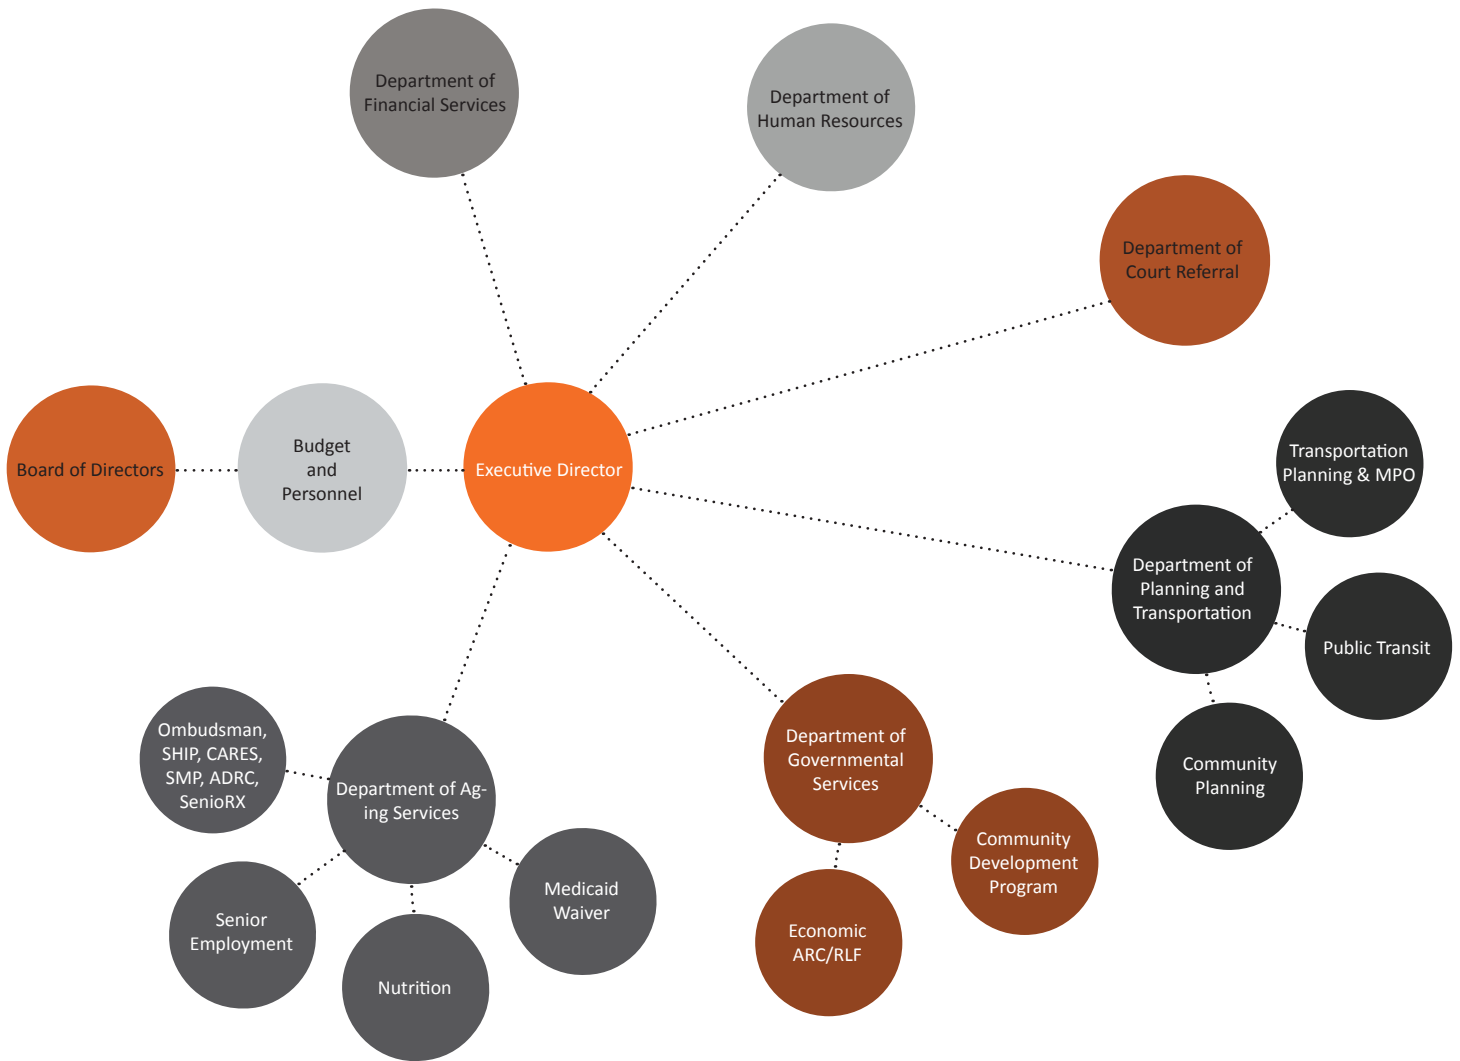 Department of
Financial Services
Department of
Human Resources
Department of
Court Referral
Board of Directors
Budget
and
Personnel
Executive Director
Transportation
Planning & MPO
Department of
Planning and
Transportation
Public Transit
Community
Planning
Ombudsman,
SHIP, CARES,
SMP, ADRC,
SenioRX
Department of Ag-
ing Services
Senior
Employment
Nutrition
Medicaid
Waiver
Department of
Governmental
Services
Community
Development
Program
Economic
ARC/RLF